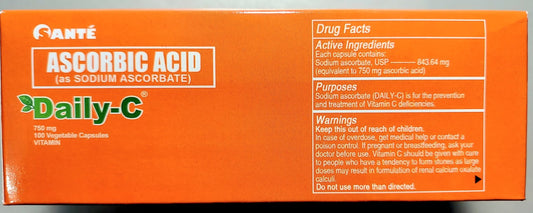 SANTÉ
ASCORBIC ACID
(as SODIUM ASCORBATE)
Daily-C®
750 mg
100 Vegetable Capsules
VITAMIN
Drug Facts
Active Ingredients
Each capsule contains:
Sodium ascorbate, USP ———— 843.64 mg
(equivalent to 750 mg ascorbic acid)
Purposes
Sodium ascorbate (DAILY-C) is for the prevention
and treatment of Vitamin C deficiencies.
Warnings
Keep this out of reach of children.
In case of overdose, get medical help or contact a
poison control. If pregnant or breastfeeding, ask your
doctor before use. Vitamin C should be given with care
to people who have a tendency to form stones as large
doses may result in formulation of renal calcium oxalate
calculi.
Do not use more than directed.